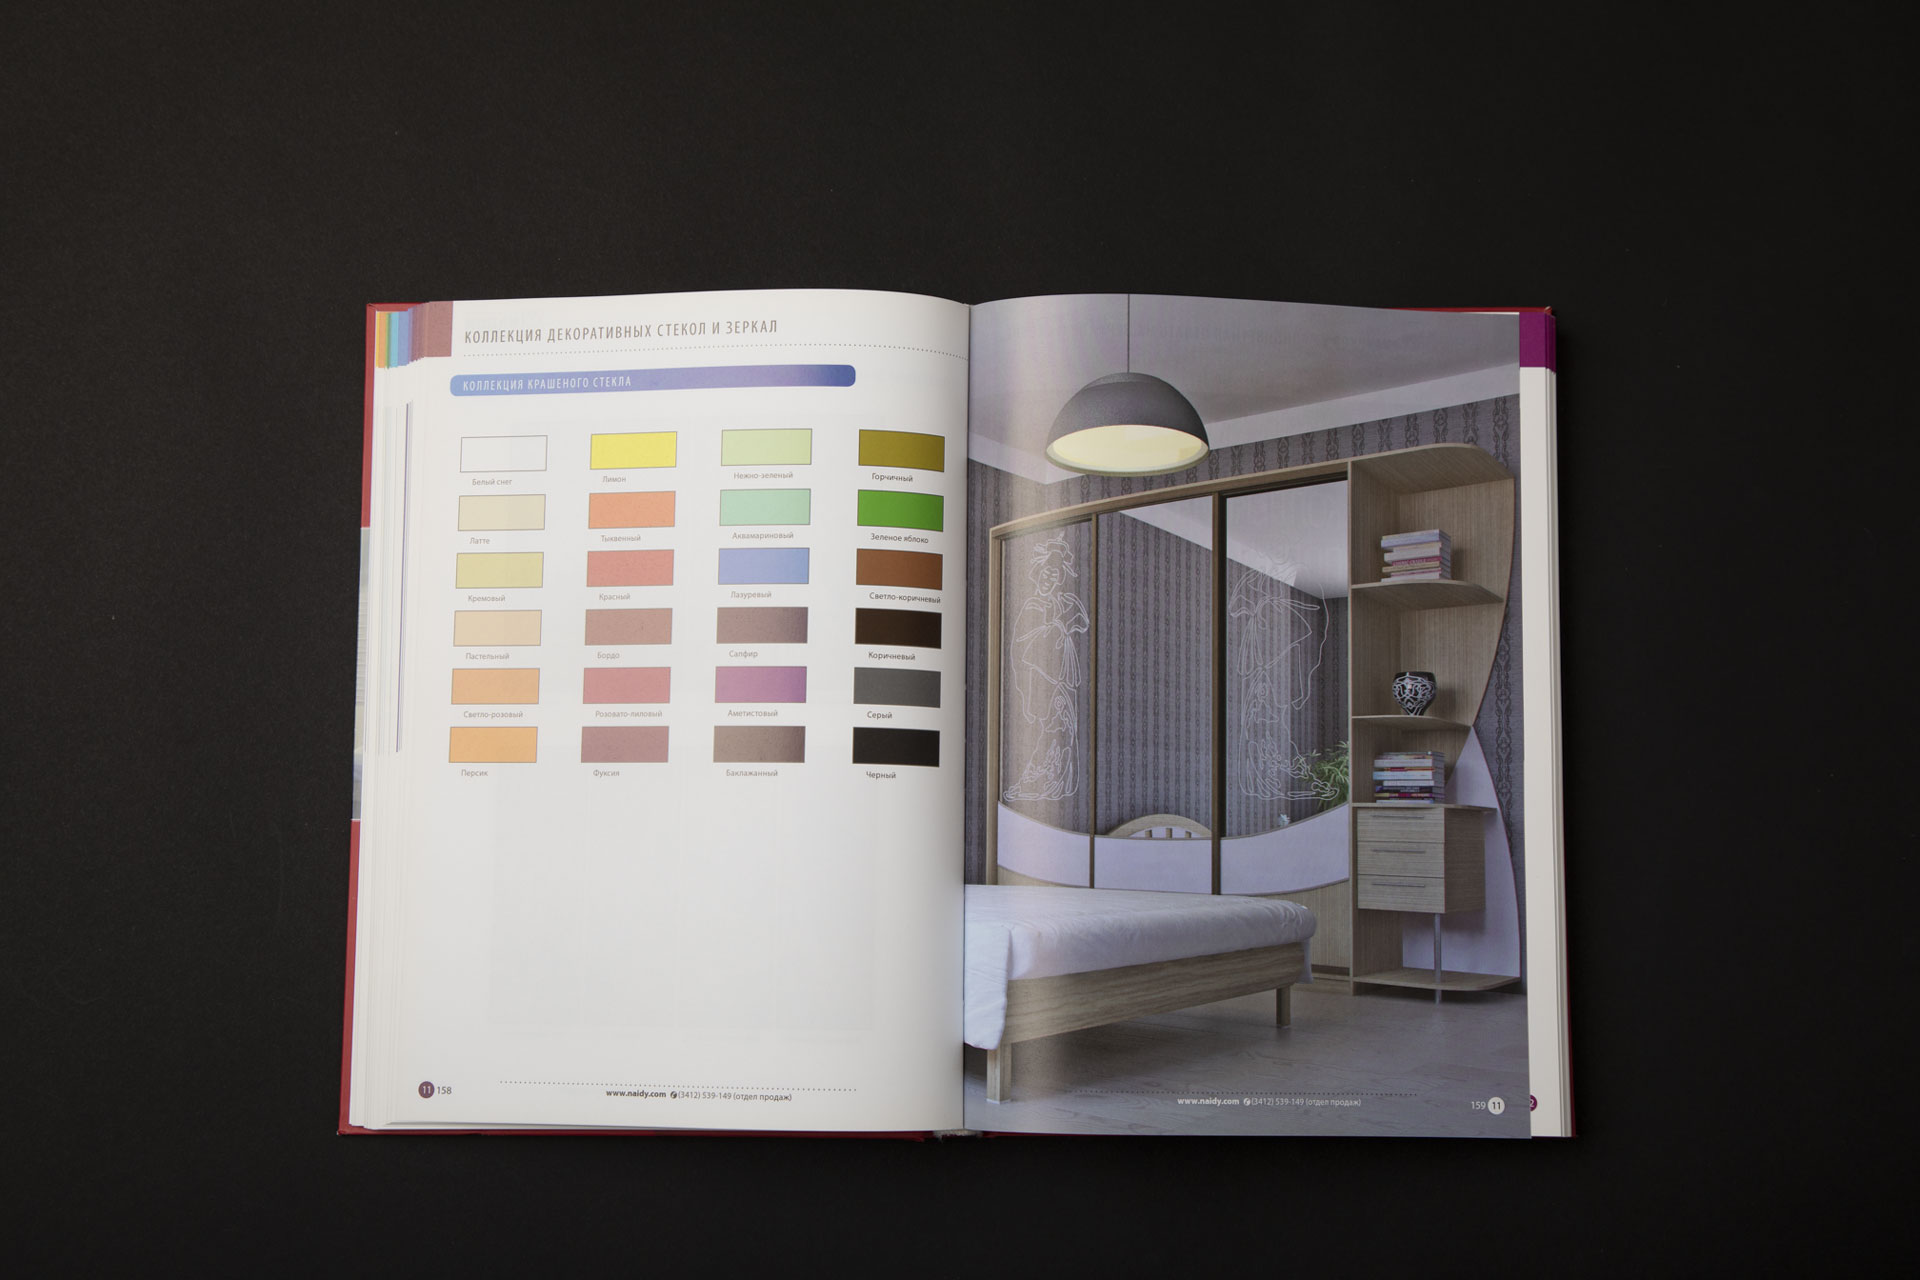 КОЛЛЕКЦИЯ ДЕКОРАТИВНЫХ СТЕКОЛ И ЗЕРКАЛ
КОЛЛЕКЦИЯ КРАШЕНОГО СТЕКЛА
Белый снег
Лимон
Нежно-зеленый
Горчичный
Латте
Тыквенный
Аквамариновый
Зеленое яблоко
Кремовый
Красный
Лазуревый
Светло-коричневый
Пастельный
Бордо
Сапфир
Коричневый
Светло-розовый
Розовато-лиловый
Аметистовый
Серый
Персик
Фуксия
Баклажанный
Черный
11 158
www.naidy.com (3412) 539-149 (отдел продаж)
www.naidy.com (3412) 539-149 (отдел продаж)
159 11
2